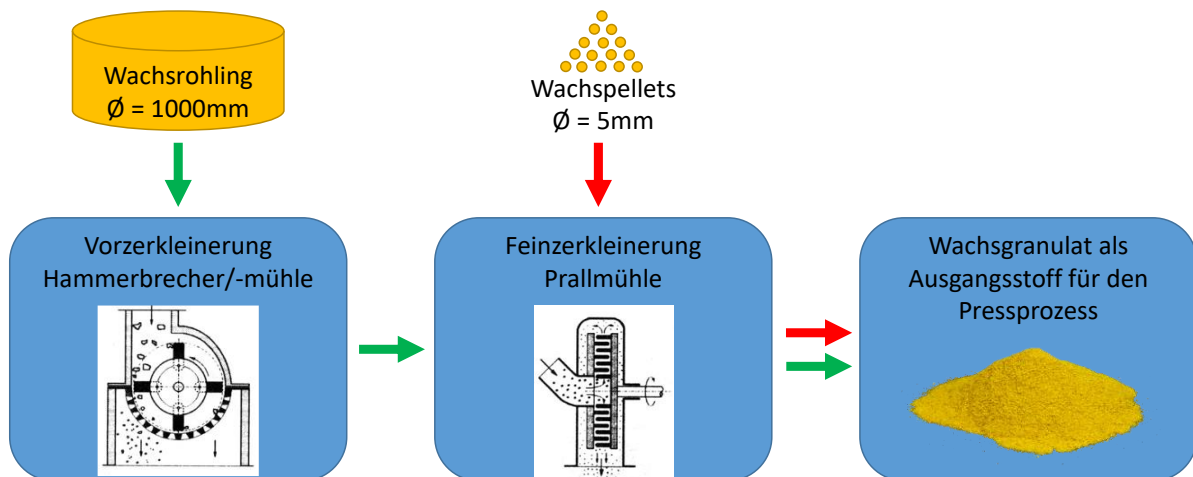 Wachsrohling
Ø = 1000mm
Wachspellets
Ø = 5mm
Vorzerkleinerung
Hammerbrecher/-mühle
Feinzerkleinerung
Prallmühle
Wachsgranulat als
Ausgangsstoff für den
Pressprozess